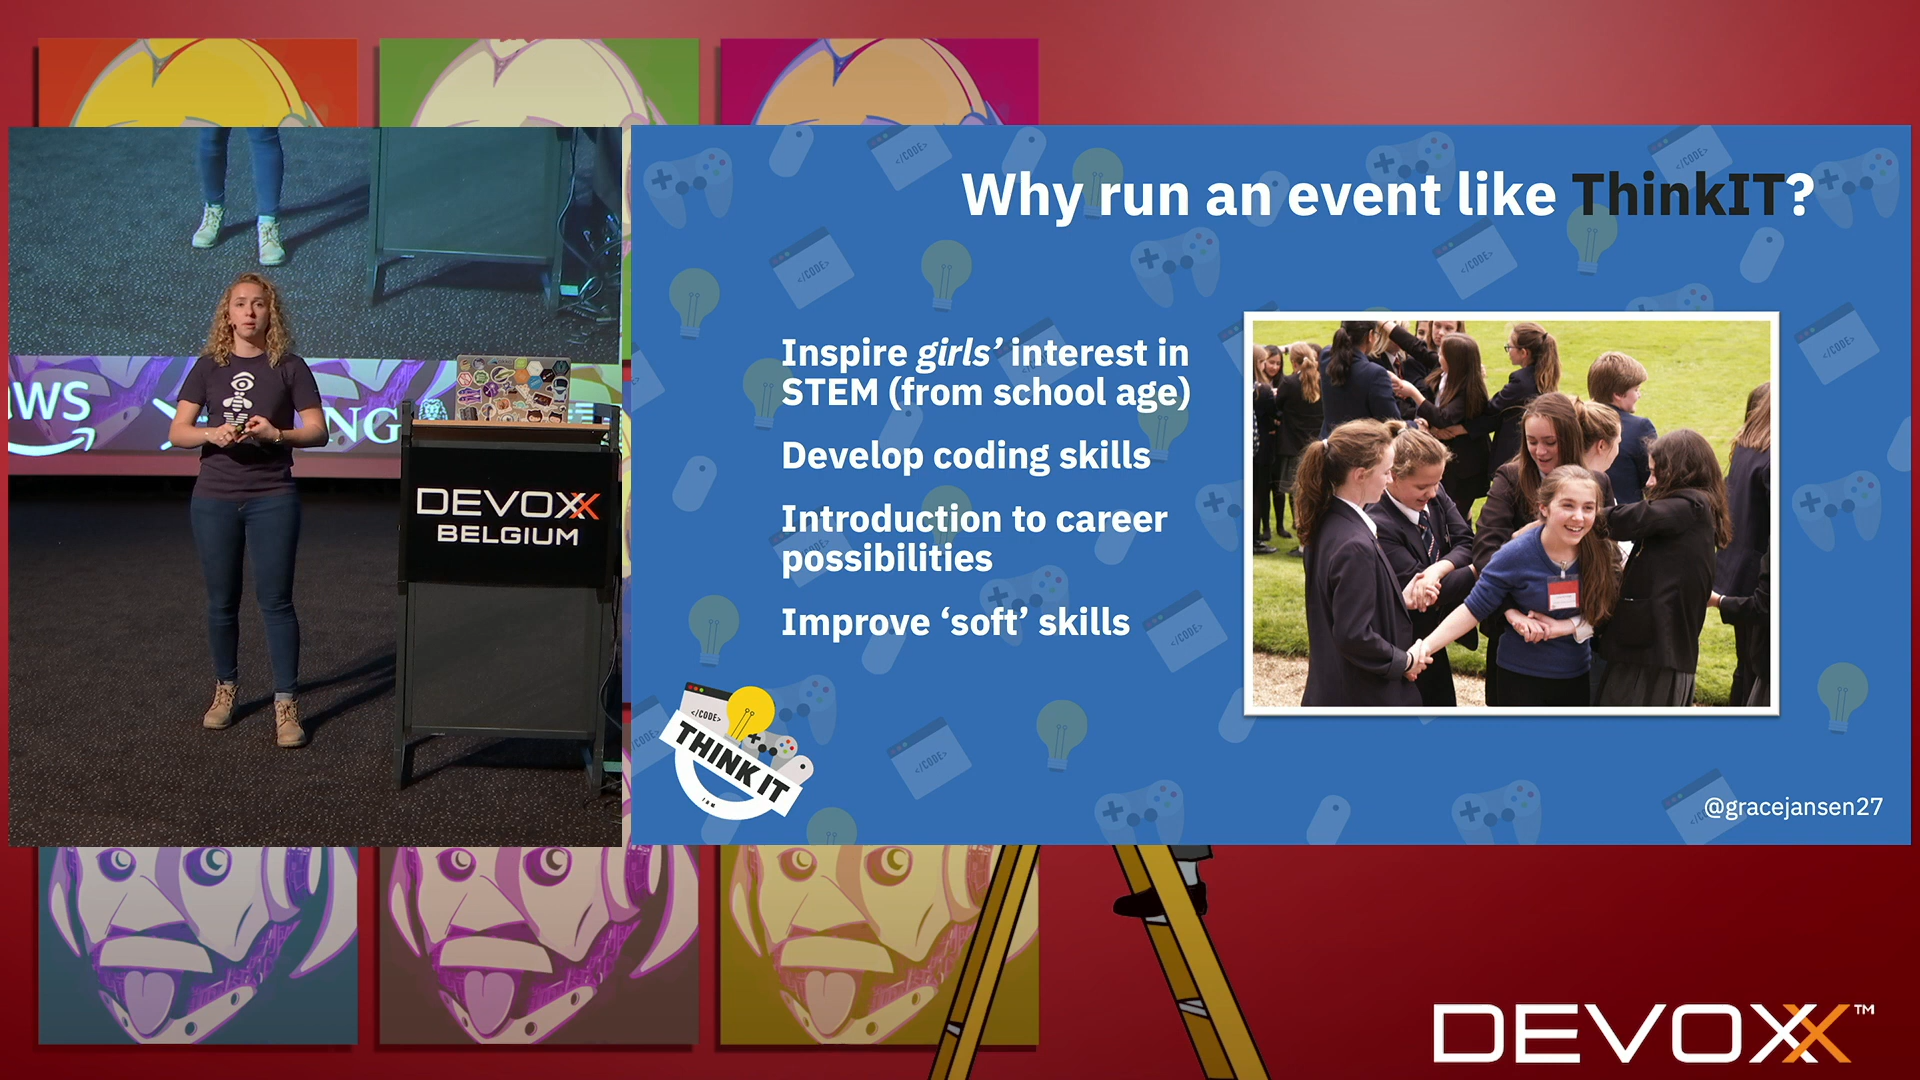 Why run an event like ThinkIT?
Inspire girls’ interest in
STEM (from school age)
Develop coding skills
Introduction to career
possibilities
Improve ‘soft’ skills
</CODE>
THINK IT
@gracejansen27
DEVOXX
BELGIUM
DEVOXX™